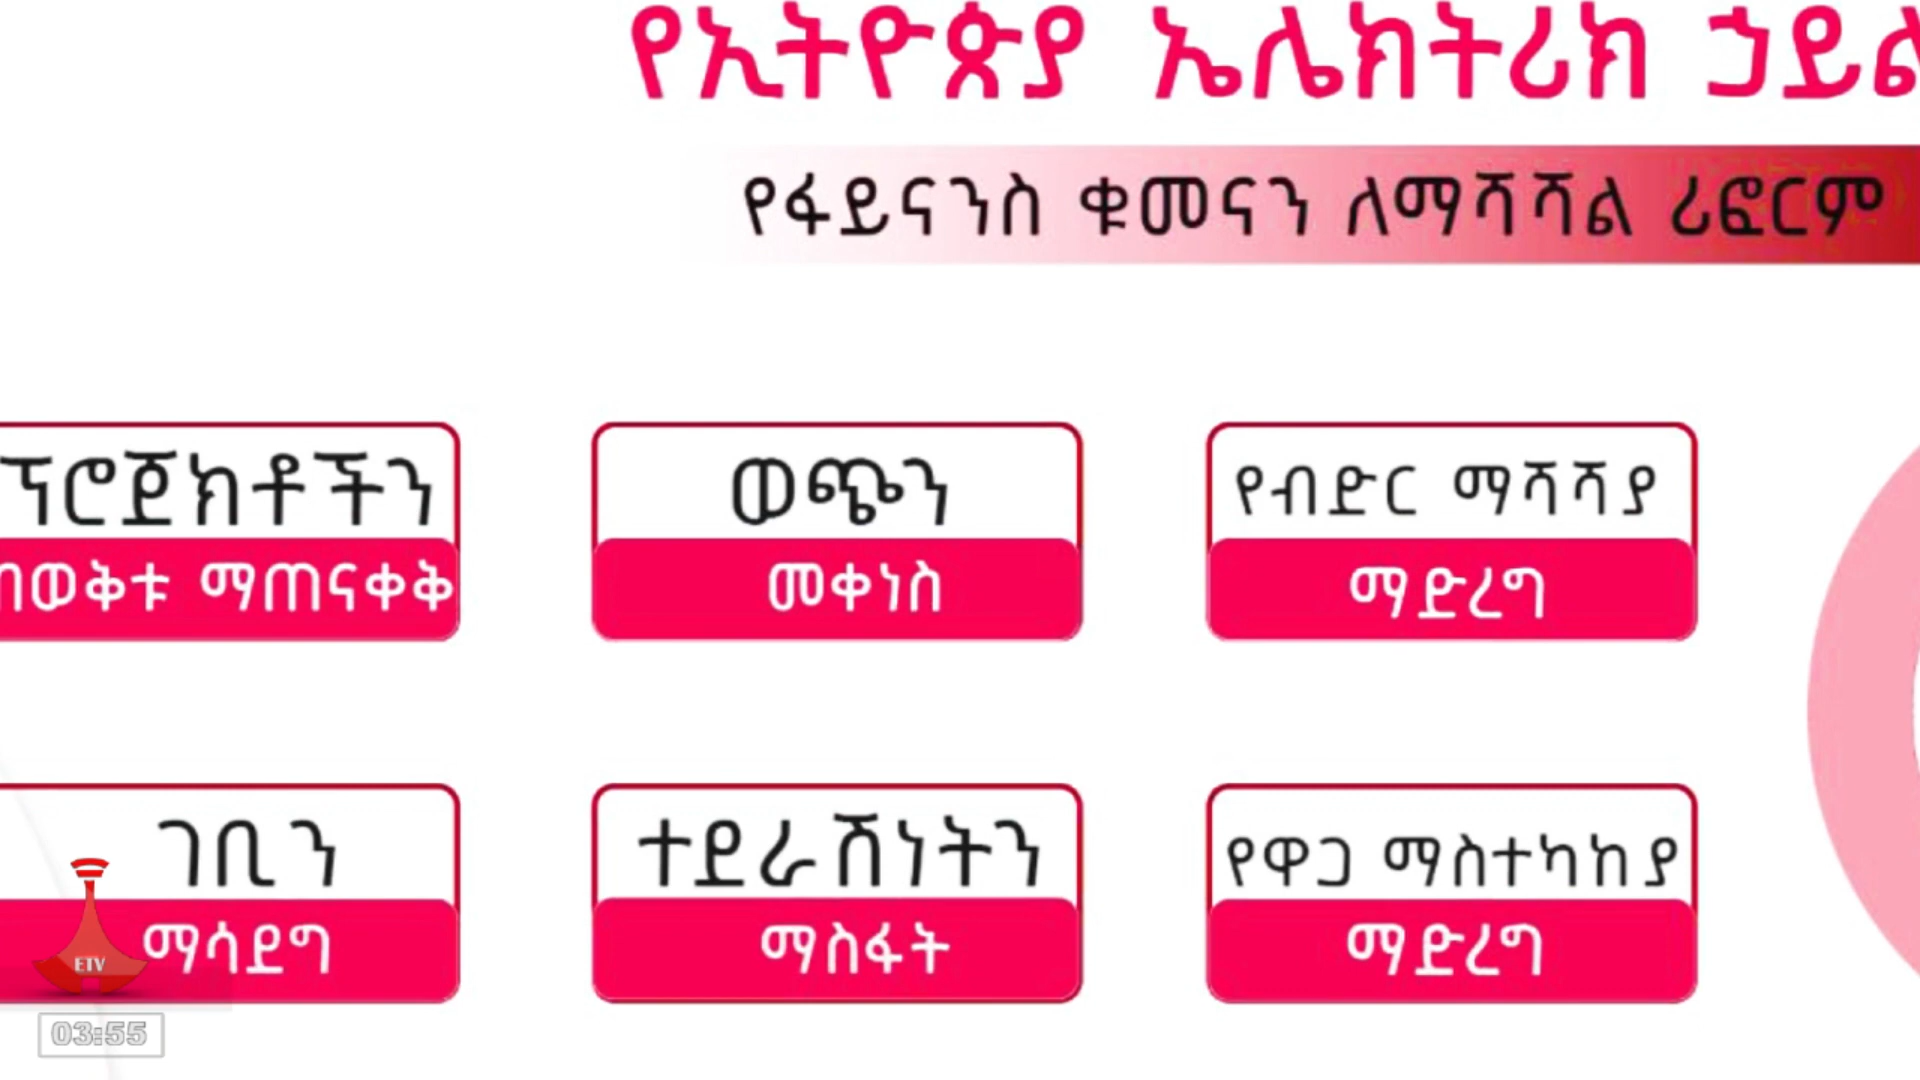 የኢትዮጵያ ኤሌክትሪክ ኃይል
የፋይናንስ ቁመናን ለማሻሻል ሪፎርም
ፕሮጀክቶችን
በወቅቱ ማጠናቀቅ
ወጭን
መቀነስ
የብድር ማሻሻያ
ማድረግ
ገቢን
ማሳደግ
ተደራሽነትን
ማስፋት
የዋጋ ማስተካከያ
ማድረግ
ETV
03:55